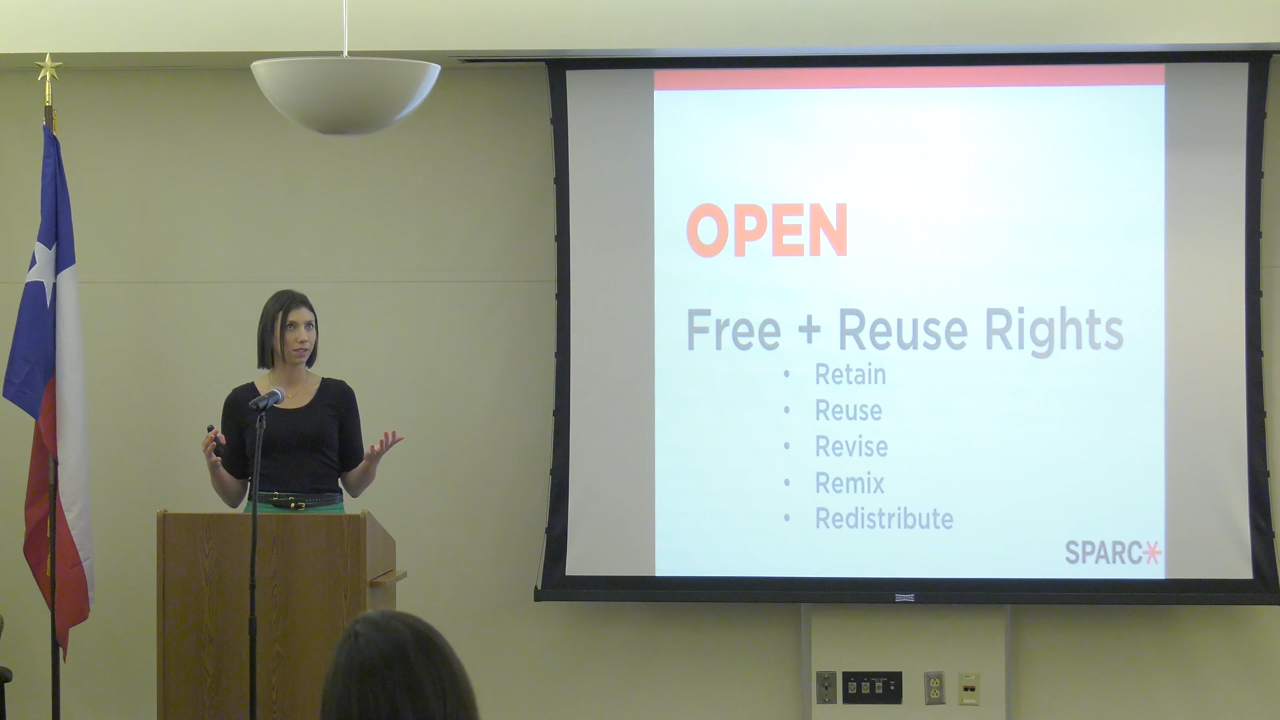 OPEN
Free + Reuse Rights
• Retain
• Reuse
• Revise
• Remix
• Redistribute
SPARC